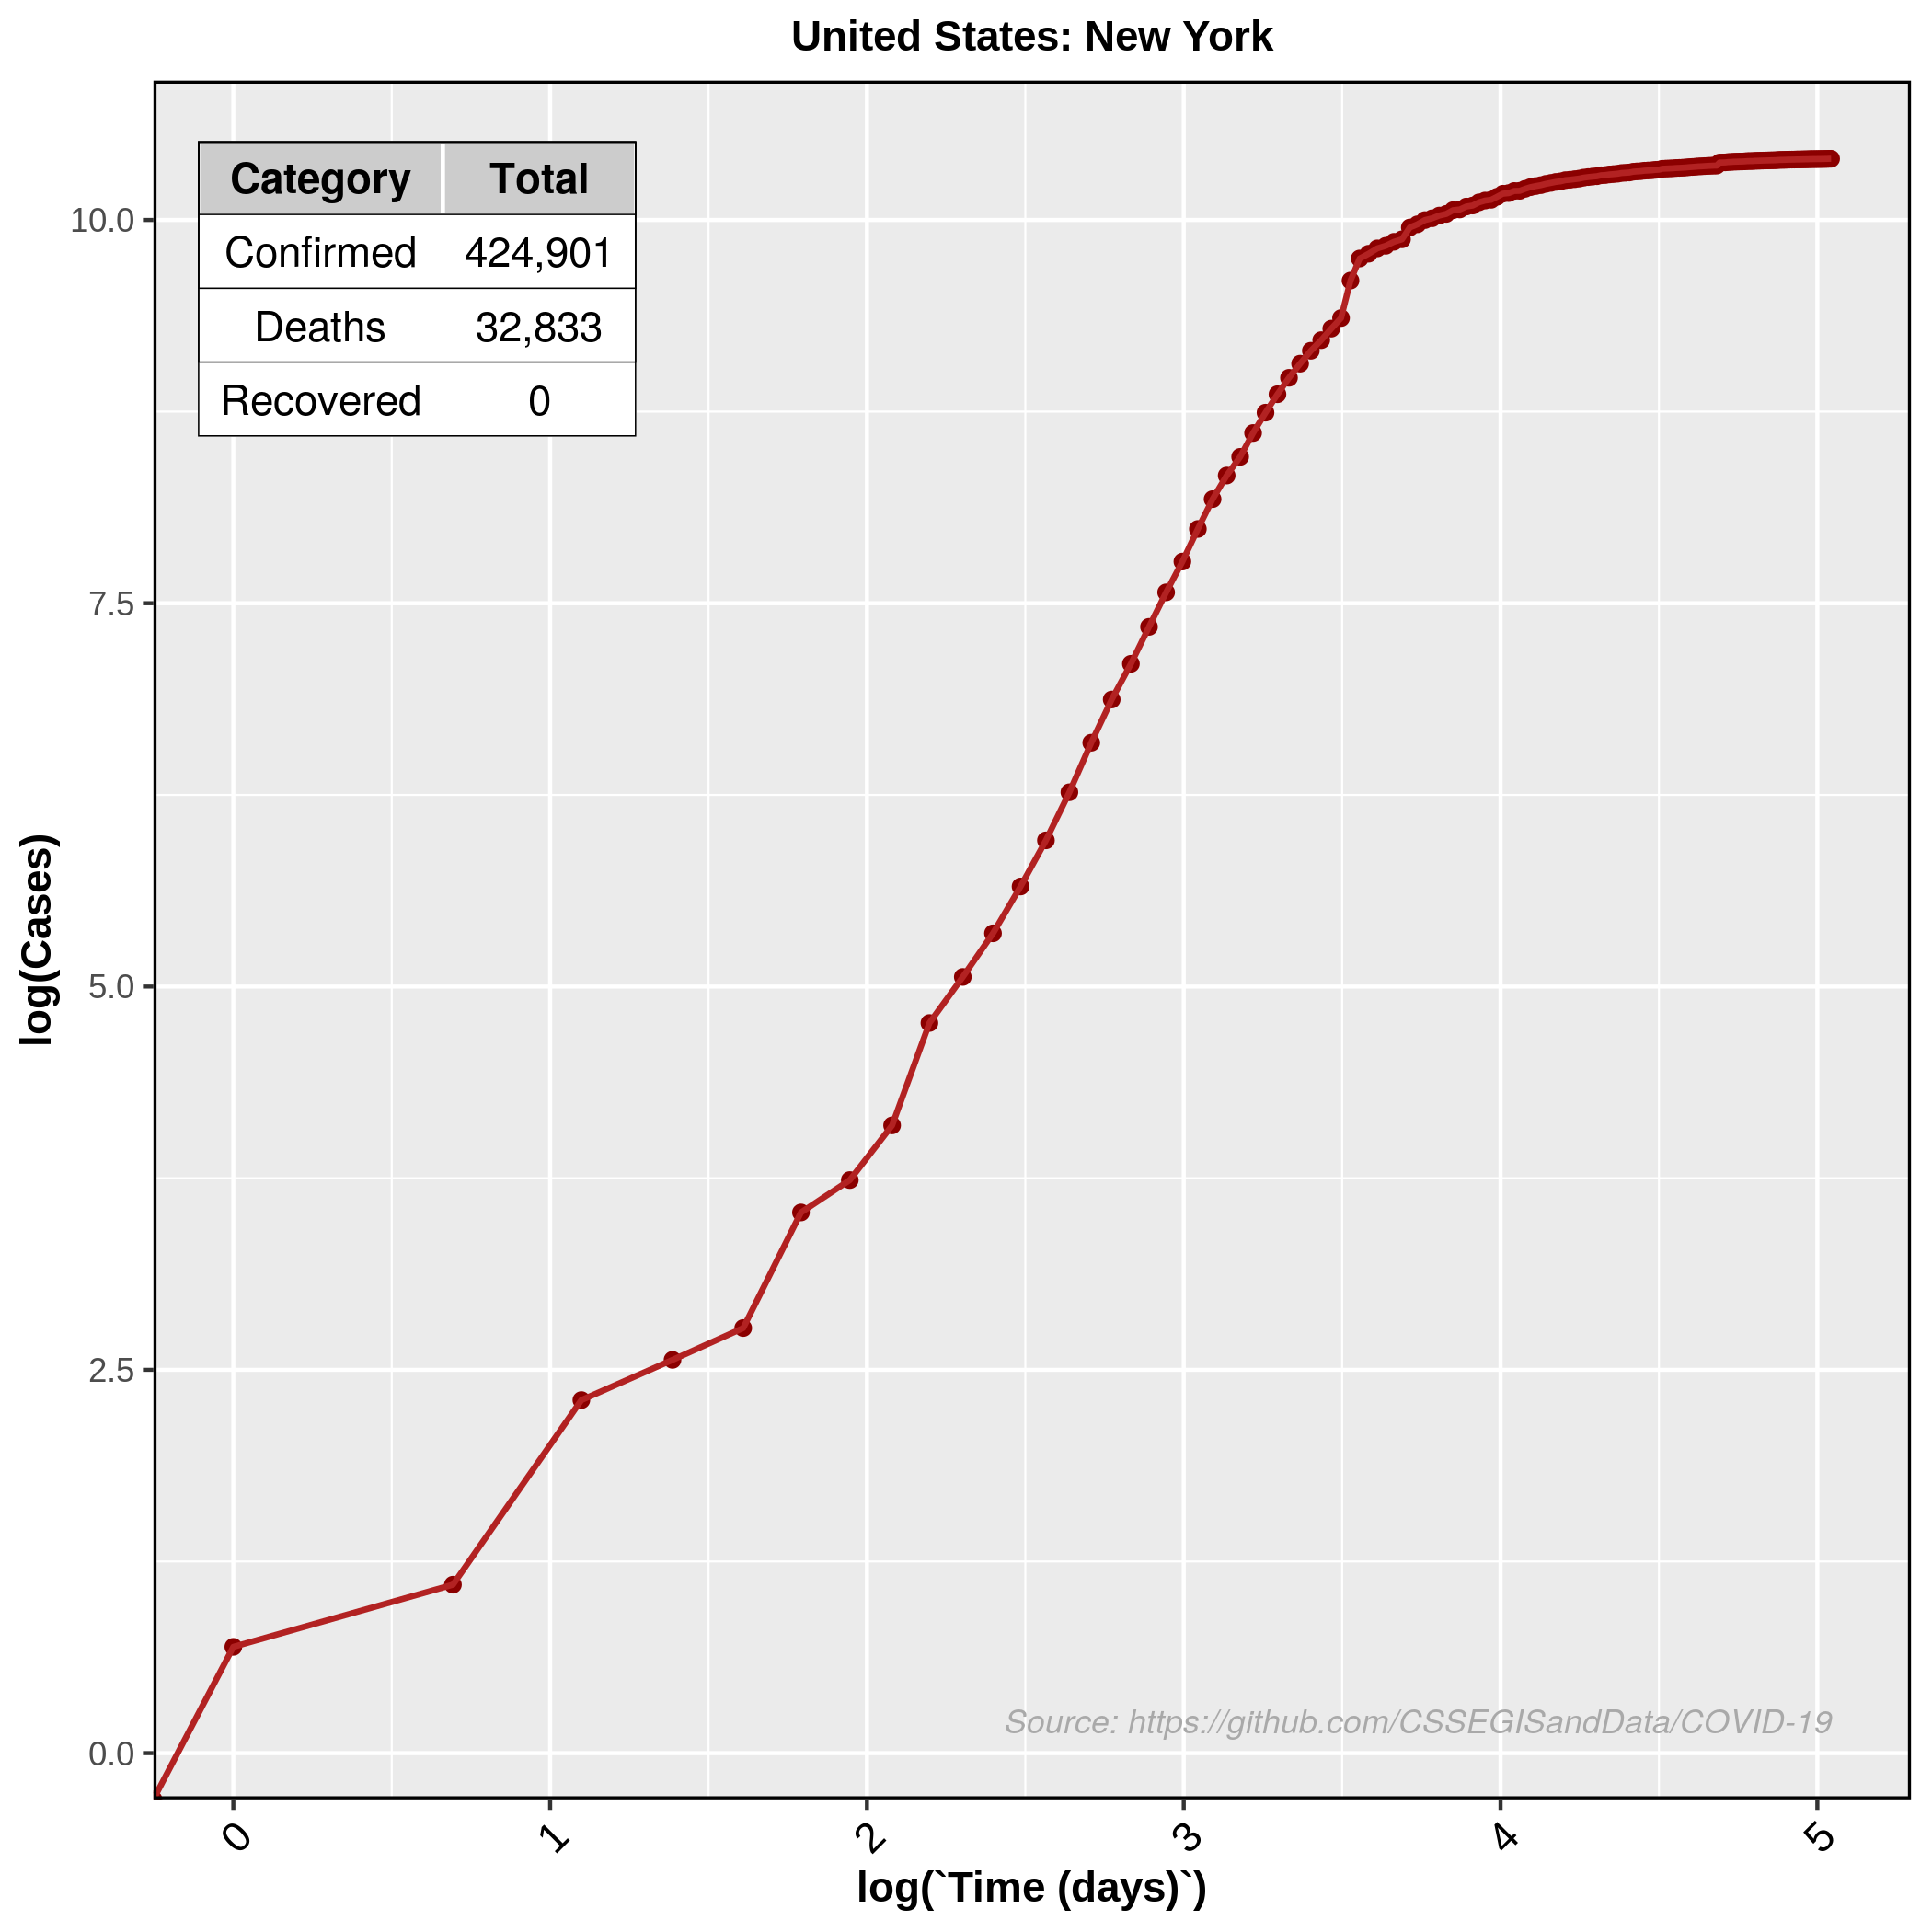 United States: New York
Category Total
Confirmed 424,901
Deaths 32,833
Recovered 0
10.0
7.5
5.0
2.5
0.0
log(Cases)
Source: https://github.com/CSSEGISandData/COVID-19
0 1 2 3 4 5
log(`Time (days)`)